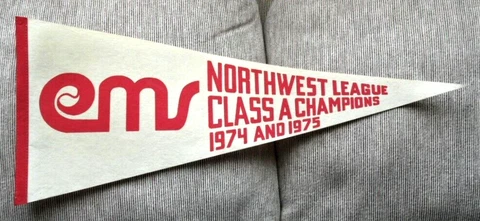 ems
NORTHWEST LEAGUE
CLASS A CHAMPIONS
1974 AND 1975